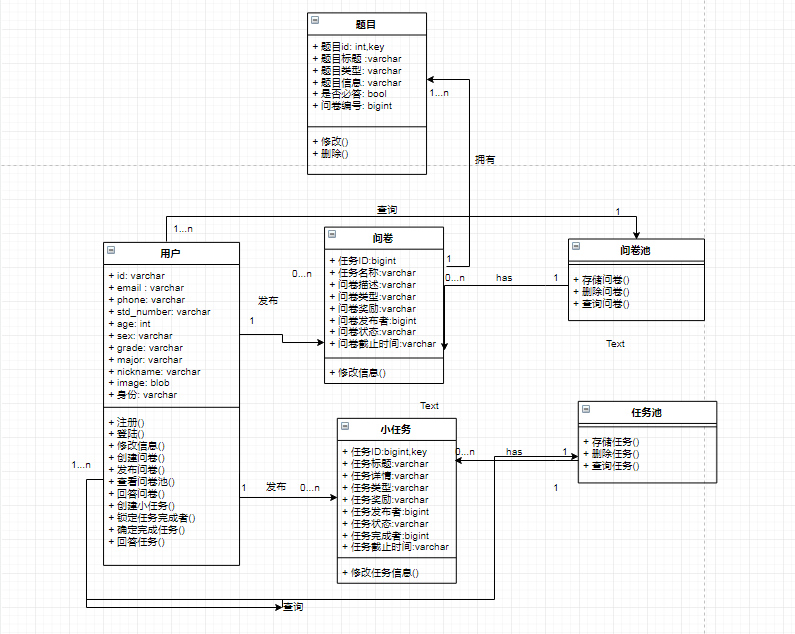 题目
+ 题目id: int,key
+ 题目标题 :varchar
+ 题目类型: varchar
+ 题目信息: varchar
+ 是否必答: bool
+ 问卷编号: bigint
+ 修改()
+ 删除()
1...n
拥有
查询
1...n
1
用户
+ id: varchar
+ email : varchar
+ phone: varchar
+ std_number: varchar
+ age: int
+ sex: varchar
+ grade: varchar
+ major: varchar
+ nickname: varchar
+ image: blob
+ 身份: varchar
+ 注册()
+ 登陆()
+ 修改信息()
+ 创建问卷()
+ 发布问卷()
+ 查看问卷池()
+ 回答问卷()
+ 创建小任务()
+ 锁定任务完成者()
+ 确定完成任务()
+ 回答任务()
0...n
发布
1
问卷
+ 任务ID:bigint
+ 任务名称:varchar
+ 问卷描述:varchar
+ 问卷类型:varchar
+ 问卷奖励:varchar
+ 问卷发布者:bigint
+ 问卷状态:varchar
+ 问卷截止时间:varchar
+ 修改信息()
1
0...n
has
1
问卷池
+ 存储问卷()
+ 删除问卷()
+ 查询问卷()
Text
Text
小任务
+ 任务ID:bigint,key
+ 任务标题:varchar
+ 任务详情:varchar
+ 任务类型:varchar
+ 任务奖励:varchar
+ 任务发布者:bigint
+ 任务状态:varchar
+ 任务完成者:bigint
+ 任务截止时间:varchar
+ 修改任务信息()
0...n
has
1
任务池
+ 存储任务()
+ 删除任务()
+ 查询任务()
1
1...n
1
发布
0...n
查询